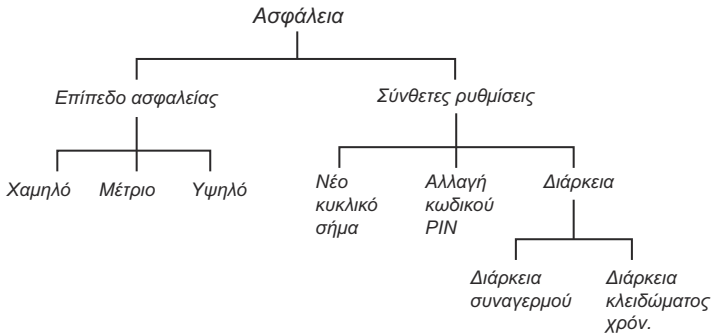 Ασφάλεια
Επίπεδο ασφαλείας
Σύνθετες ρυθμίσεις
Χαμηλό
Μέτριο
Υψηλό
Νέο
κυκλικό
σήμα
Αλλαγή
κωδικού
PIN
Διάρκεια
Διάρκεια
συναγερμού
Διάρκεια
κλειδώματος
χρόν.